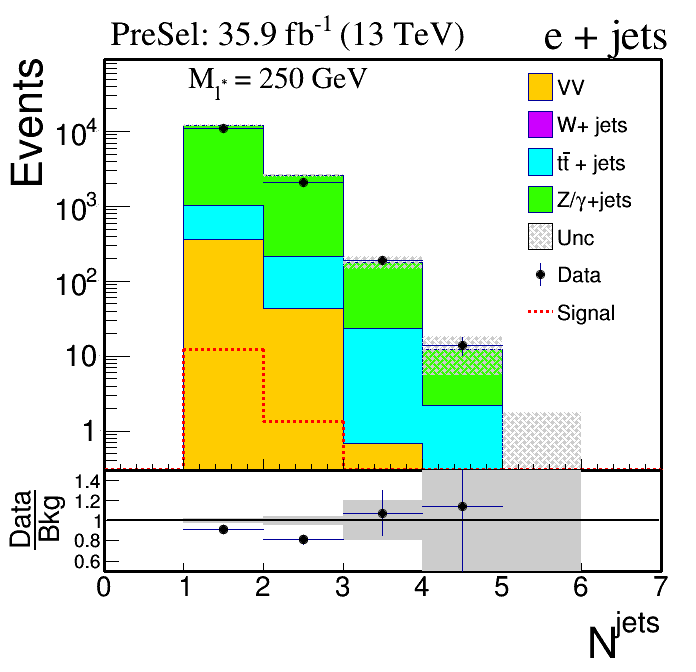 PreSel: 35.9 fb⁻¹ (13 TeV)
e + jets
M_{l*} = 250 GeV
Events
10⁴
10³
10²
10
1
VV
W+ jets
tt̄ + jets
Z/γ+jets
Unc
Data
Signal
Data
Bkg
1.4
1.2
1
0.8
0.6
0 1 2 3 4 5 6 7
N^{jets}